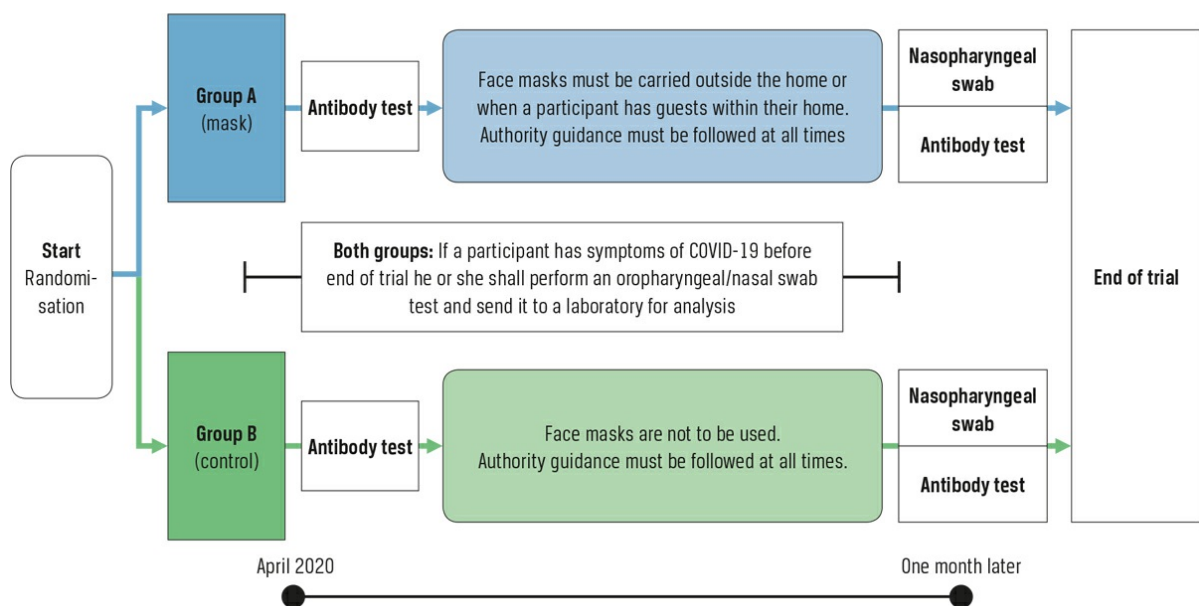 Start
Randomi-
sation
Group A
(mask)
Antibody test
Face masks must be carried outside the home or
when a participant has guests within their home.
Authority guidance must be followed at all times
Nasopharyngeal
swab
Antibody test
Both groups: If a participant has symptoms of COVID-19 before
end of trial he or she shall perform an oropharyngeal/nasal swab
test and send it to a laboratory for analysis
End of trial
Group B
(control)
Antibody test
Face masks are not to be used.
Authority guidance must be followed at all times.
Nasopharyngeal
swab
Antibody test
April 2020
One month later